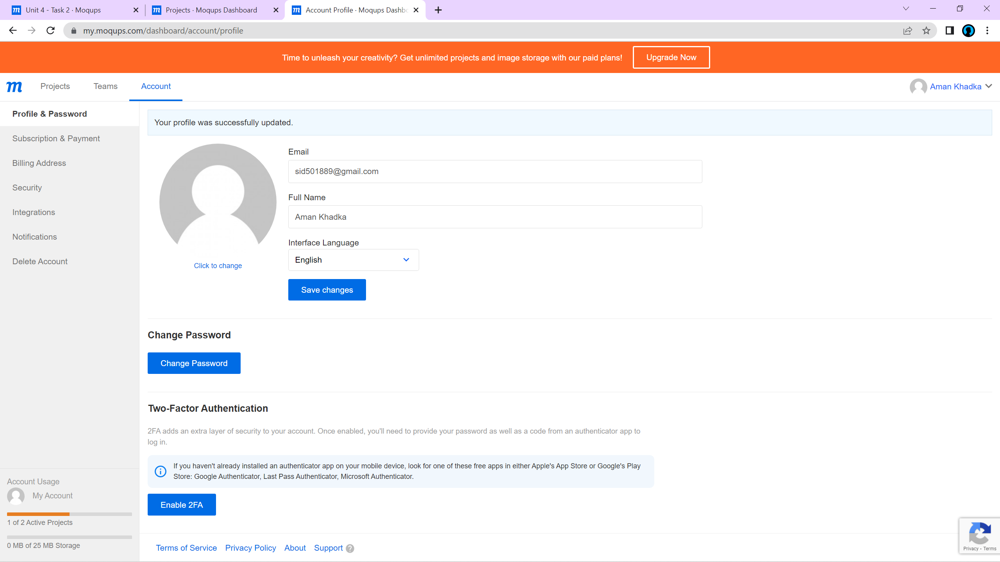 Unit 4 - Task 2 · Moqups
Projects · Moqups Dashboard
Account Profile · Moqups Dashbo
my.moqups.com/dashboard/account/profile
Time to unleash your creativity? Get unlimited projects and image storage with our paid plans!
Upgrade Now
m
Projects
Teams
Account
Aman Khadka
Profile & Password
Subscription & Payment
Billing Address
Security
Integrations
Notifications
Delete Account
Account Usage
My Account
1 of 2 Active Projects
0 MB of 25 MB Storage
Your profile was successfully updated.
Click to change
Email
sid501889@gmail.com
Full Name
Aman Khadka
Interface Language
English
Save changes
Change Password
Change Password
Two-Factor Authentication
2FA adds an extra layer of security to your account. Once enabled, you'll need to provide your password as well as a code from an authenticator app to
log in.
If you haven't already installed an authenticator app on your mobile device, look for one of these free apps in either Apple's App Store or Google's Play
Store: Google Authenticator, Last Pass Authenticator, Microsoft Authenticator.
Enable 2FA
Terms of Service
Privacy Policy
About
Support ?
Privacy - Terms